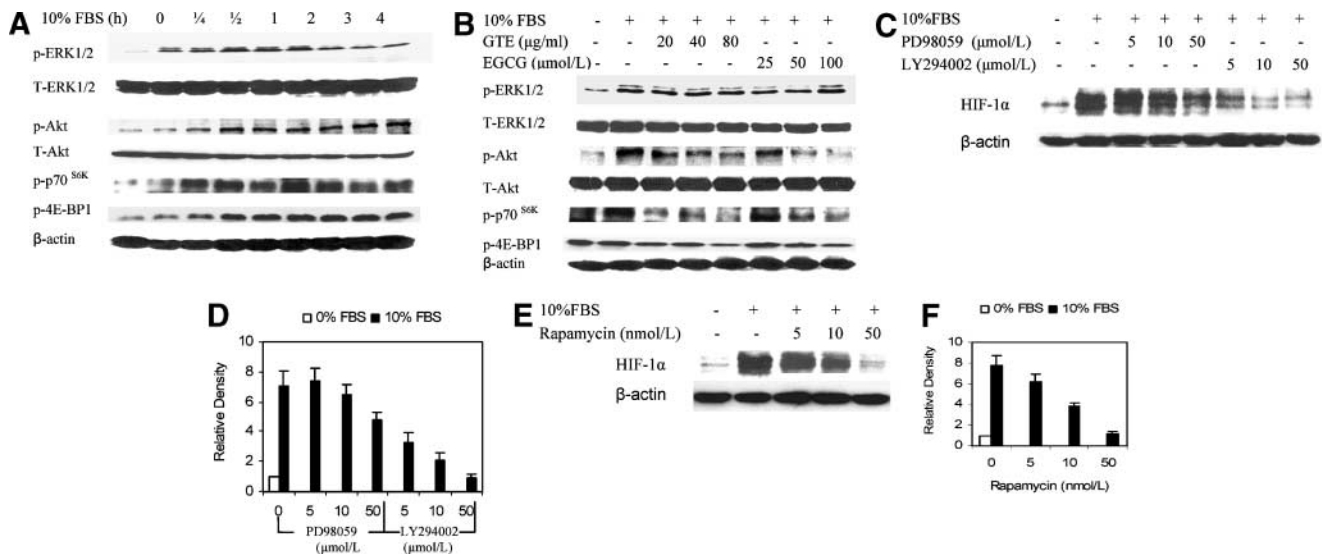 A
10% FBS (h) 0 ¼ ½ 1 2 3 4
p-ERK1/2
T-ERK1/2
p-Akt
T-Akt
p-p70 S6K
p-4E-BP1
β-actin
B
10% FBS - + + + + + + +
GTE (μg/ml) - - 20 40 80 - - -
EGCG (μmol/L) - - - - - 25 50 100
p-ERK1/2
T-ERK1/2
p-Akt
T-Akt
p-p70 S6K
p-4E-BP1
β-actin
C
10%FBS - + + + + + + +
PD98059 (μmol/L) - - 5 10 50 - - -
LY294002 (μmol/L) - - - - - 5 10 50
HIF-1α
β-actin
D
0% FBS 10% FBS
Relative Density
10
8
6
4
2
0
0 5 10 50 5 10 50
PD98059 LY294002
(μmol/L (μmol/L)
E
10%FBS - + + + +
Rapamycin (nmol/L) - - 5 10 50
HIF-1α
β-actin
F
0% FBS 10% FBS
Relative Density
10
8
6
4
2
0
0 5 10 50
Rapamycin (nmol/L)